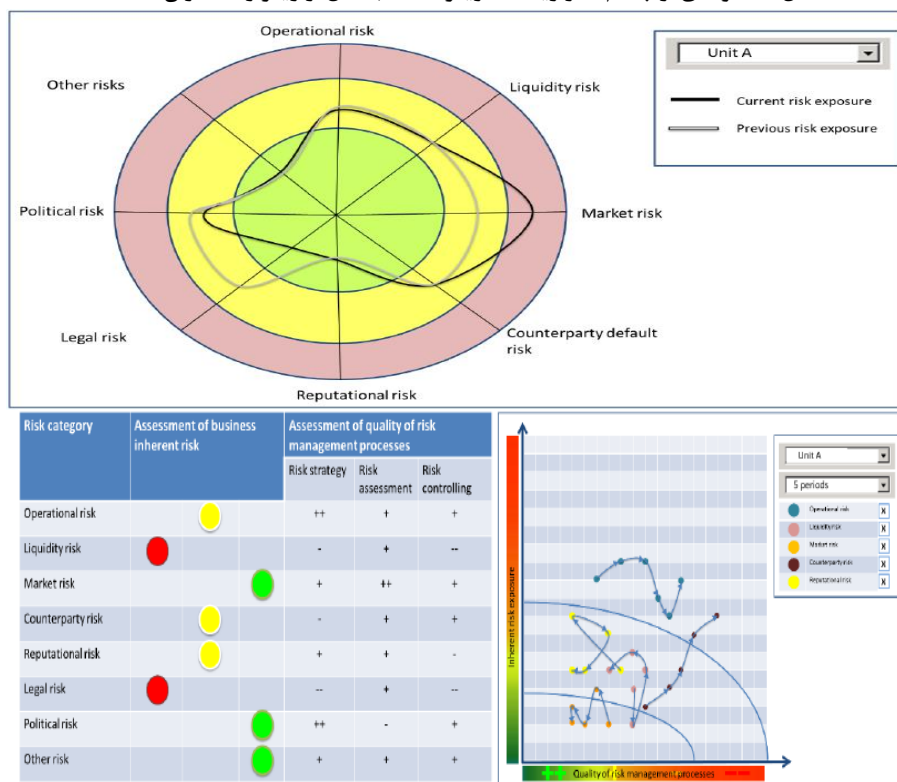 Operational risk
Unit A
Other risks
Liquidity risk
Current risk exposure
Previous risk exposure
Political risk
Market risk
Legal risk
Counterparty default
risk
Reputational risk
Risk category
Assessment of business
inherent risk
Assessment of quality of risk
management processes
Risk strategy
Risk
assessment
Risk
controlling
Operational risk ++ + +
Liquidity risk - + --
Market risk + ++ +
Counterparty risk - + +
Reputational risk + + -
Legal risk -- + --
Political risk ++ - +
Other risk + + +
Inherent risk exposure
Unit A
5 periods
Operational risk X
Liquidity risk X
Market risk X
Counterparty risk X
Reputational risk X
++ Quality of risk management processes --